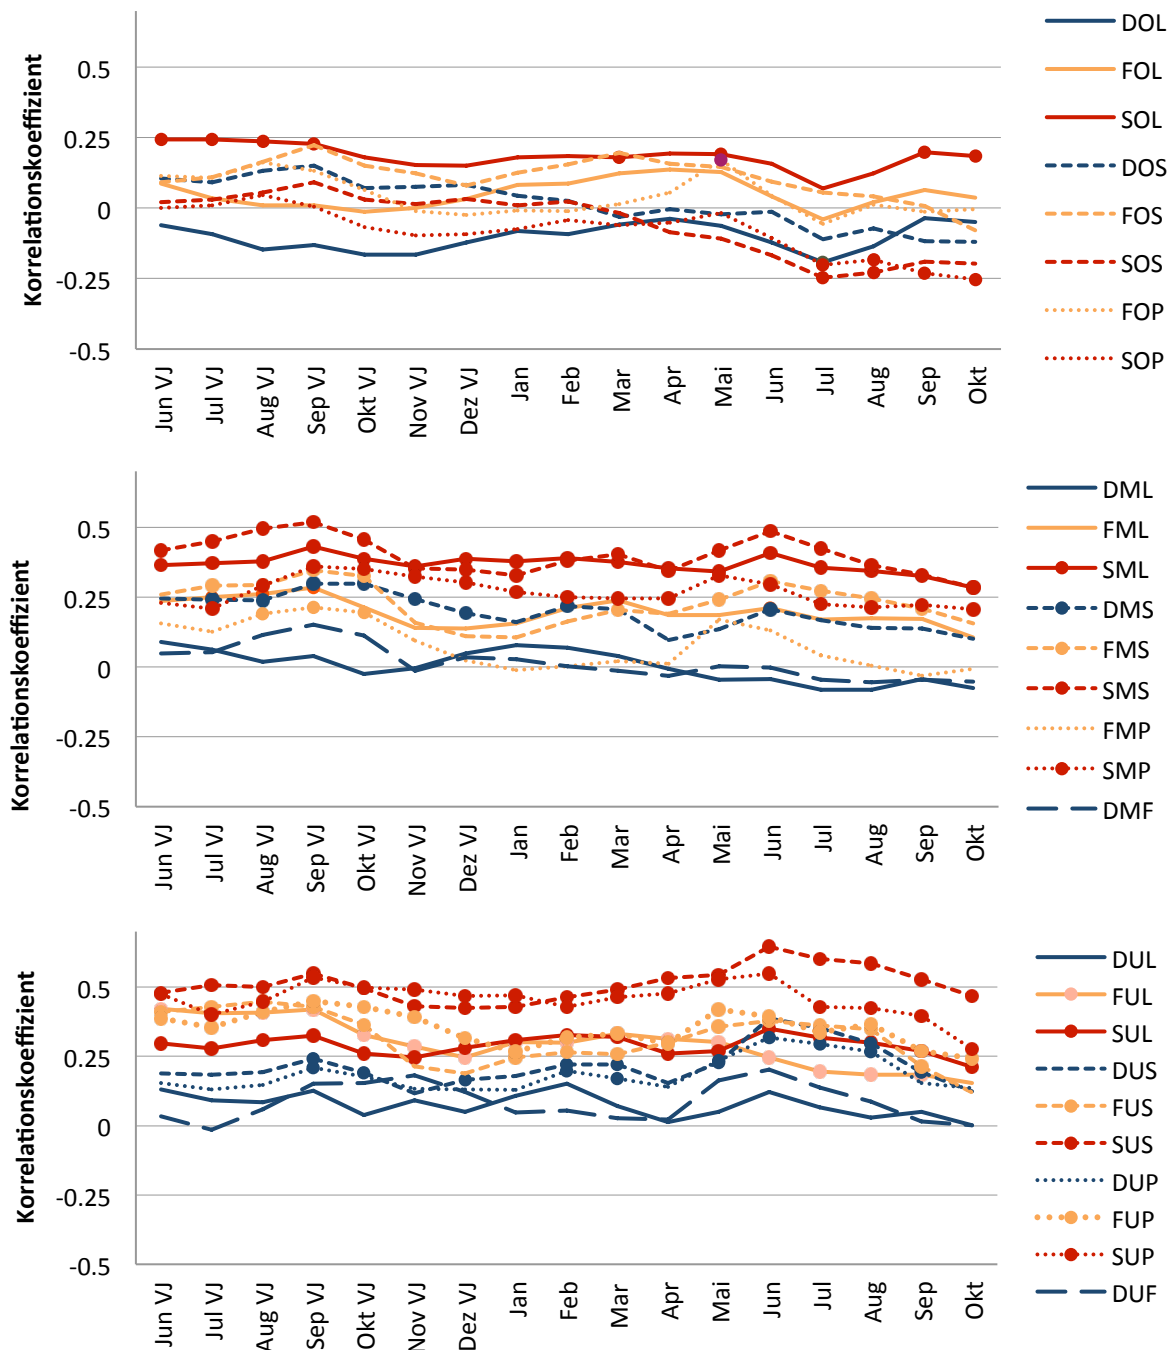 Korrelationskoeffizient
0.5
0.25
0
-0.25
-0.5
Jun VJ
Jul VJ
Aug VJ
Sep VJ
Okt VJ
Nov VJ
Dez VJ
Jan
Feb
Mar
Apr
Mai
Jun
Jul
Aug
Sep
Okt
DOL
FOL
SOL
DOS
FOS
SOS
FOP
SOP
Korrelationskoeffizient
0.5
0.25
0
-0.25
-0.5
Jun VJ
Jul VJ
Aug VJ
Sep VJ
Okt VJ
Nov VJ
Dez VJ
Jan
Feb
Mar
Apr
Mai
Jun
Jul
Aug
Sep
Okt
DML
FML
SML
DMS
FMS
SMS
FMP
SMP
DMF
Korrelationskoeffizient
0.5
0.25
0
-0.25
-0.5
Jun VJ
Jul VJ
Aug VJ
Sep VJ
Okt VJ
Nov VJ
Dez VJ
Jan
Feb
Mar
Apr
Mai
Jun
Jul
Aug
Sep
Okt
DUL
FUL
SUL
DUS
FUS
SUS
DUP
FUP
SUP
DUF